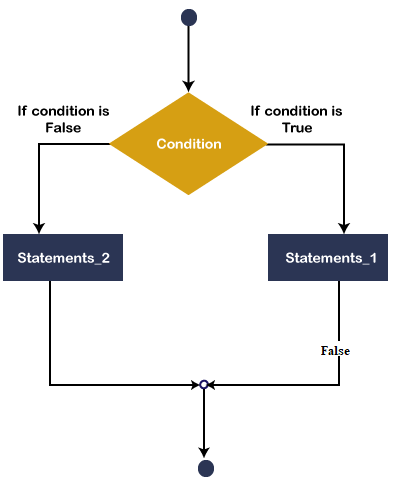 If condition is
False
If condition is
True
Condition
Statements_2
Statements_1
False